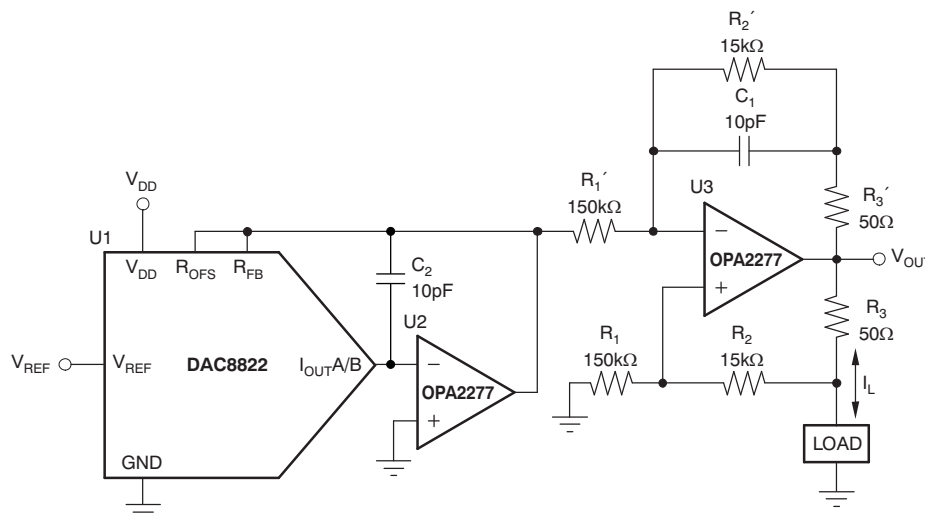 R2′
15kΩ
C1
10pF
VDD
R1′
150kΩ
U3
R3′
50Ω
U1
VDD
ROFS
RFB
C2
10pF
−
OPA2277
+
VOUT
U2
R3
50Ω
VREF
VREF
DAC8822
IOUTA/B
−
OPA2277
+
R1
150kΩ
R2
15kΩ
IL
GND
LOAD